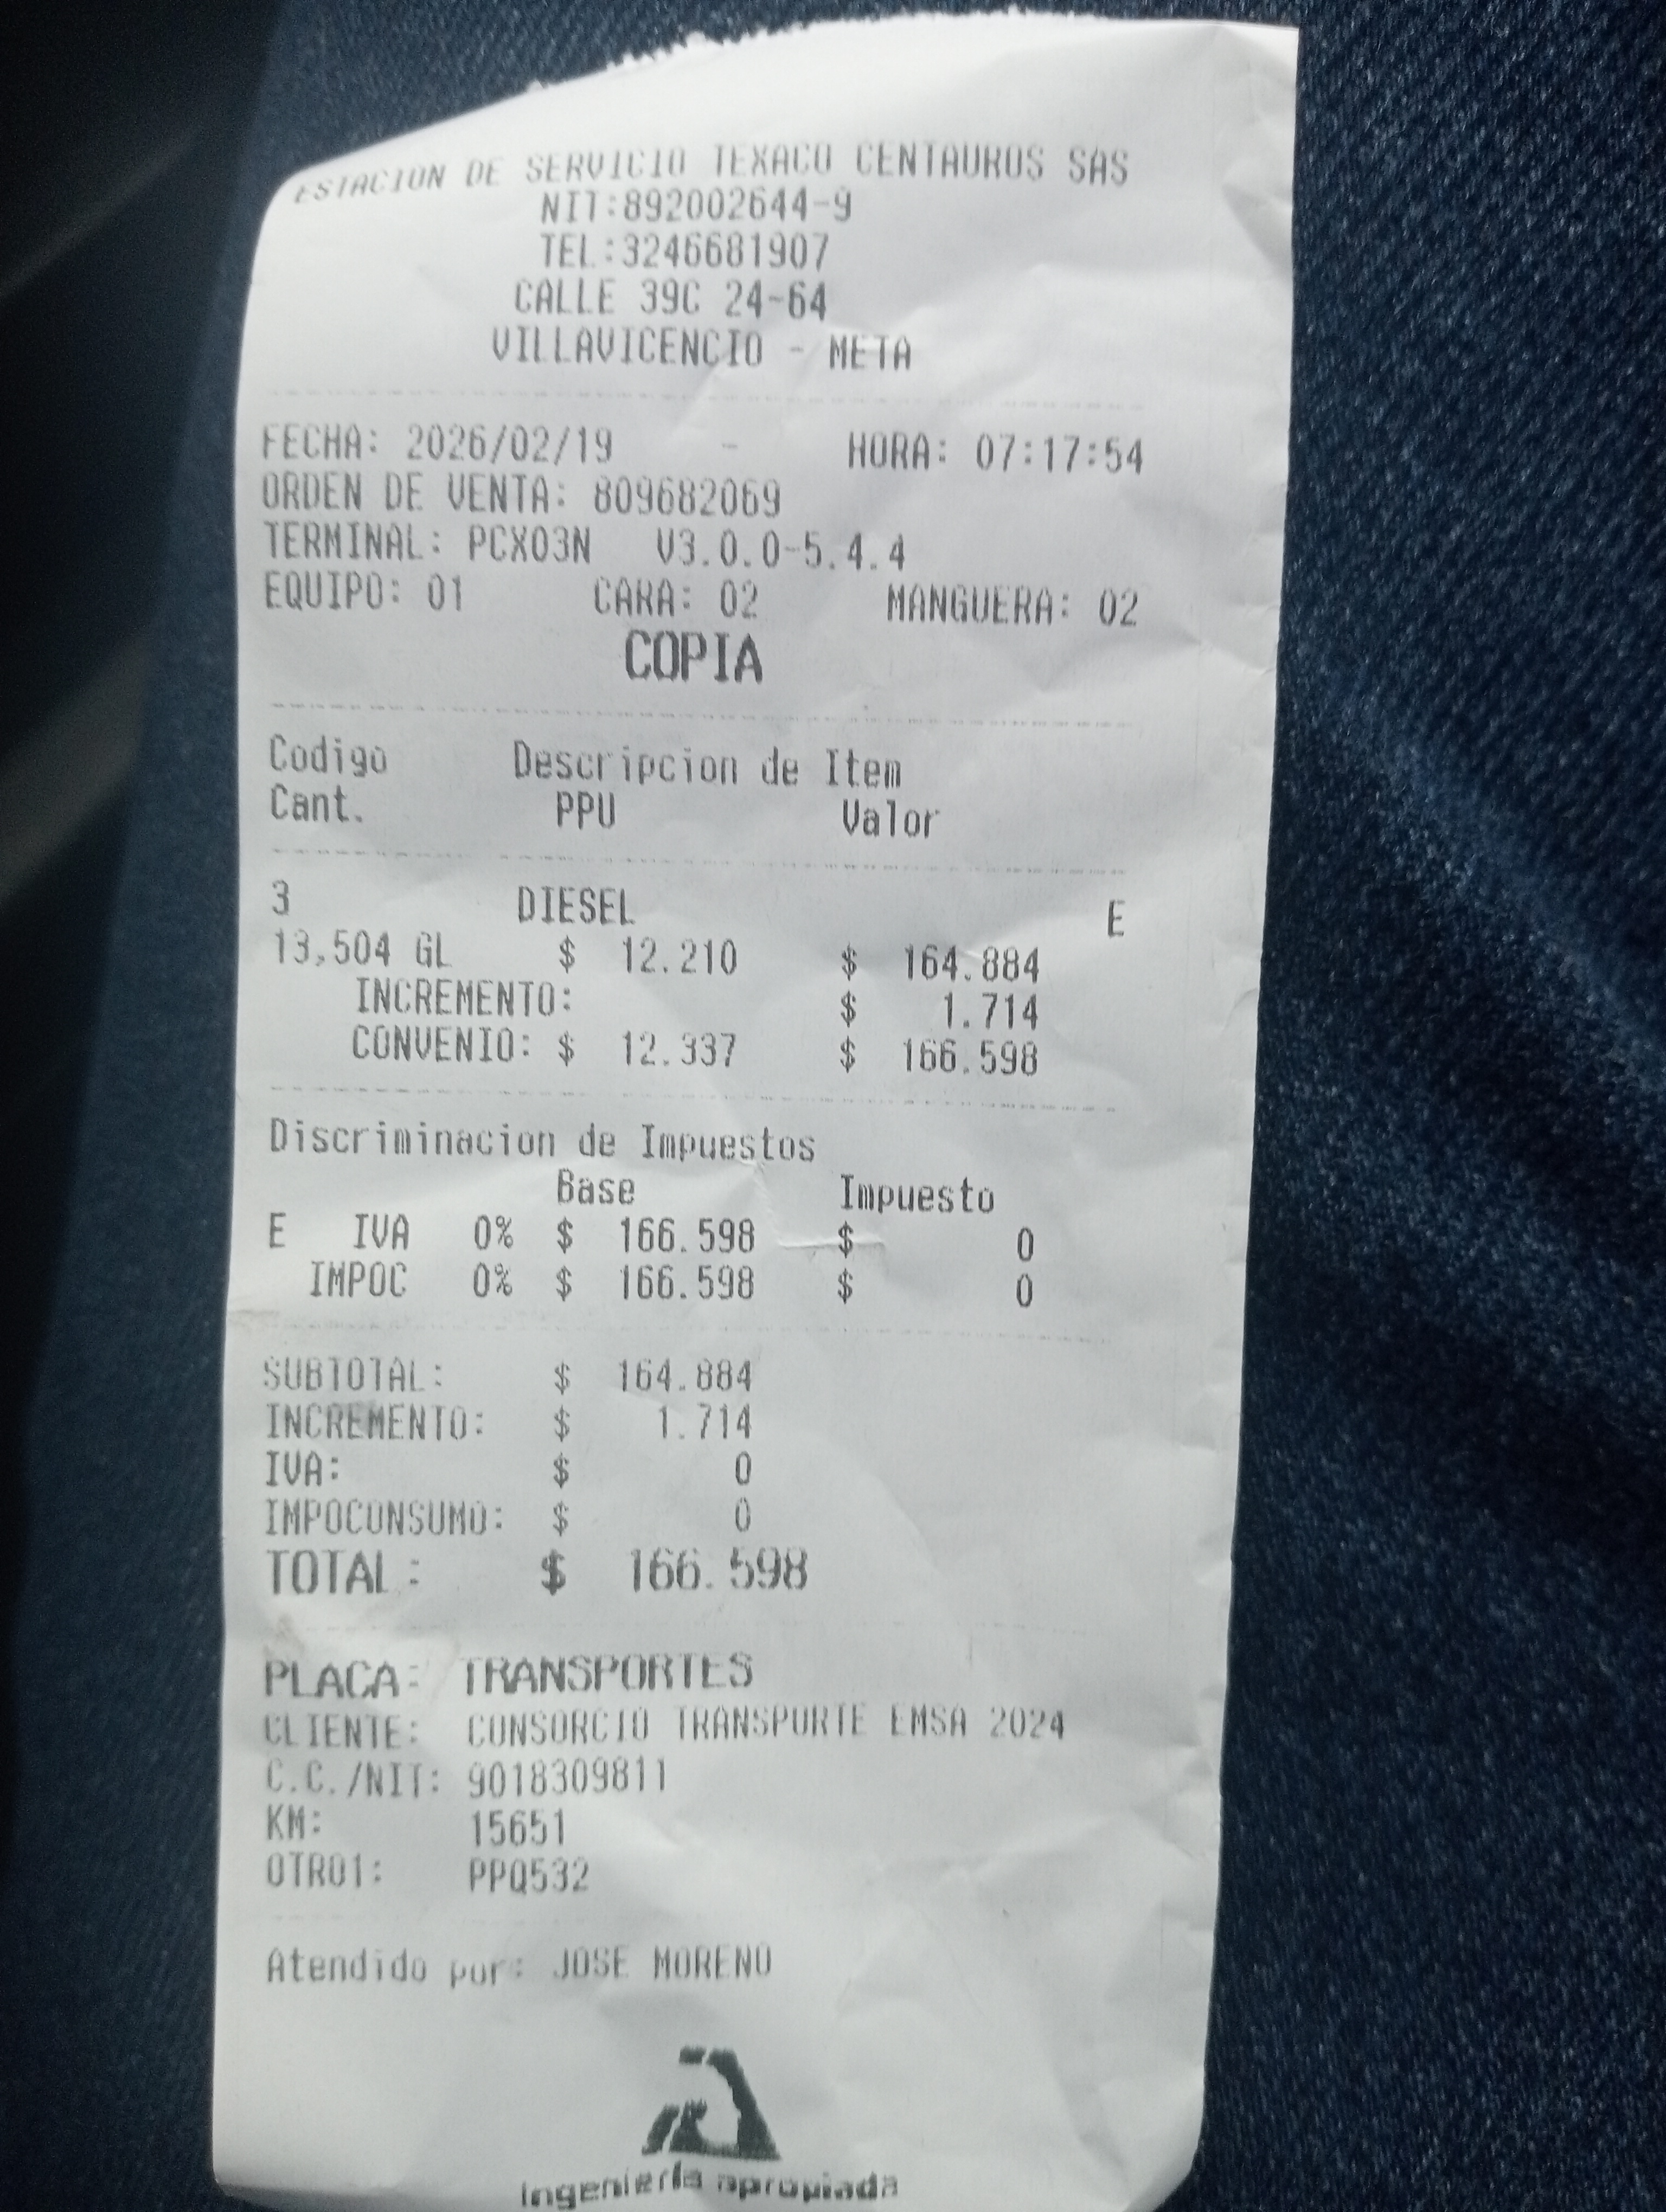 ESTACION DE SERVICIO TEXACO CENTAUROS SAS
NIT:892002644-9
TEL:3246681907
CALLE 39C 24-64
VILLAVICENCIO - META
FECHA: 2026/02/19 - HORA: 07:17:54
ORDEN DE VENTA: 809682069
TERMINAL: PCX03N V3.0.0-5.4.4
EQUIPO: 01 CARA: 02 MANGUERA: 02
COPIA
Codigo Descripcion de Item
Cant. PPU Valor
3 DIESEL E
13,504 GL $ 12.210 $ 164.884
INCREMENTO: $ 1.714
CONVENIO: $ 12.337 $ 166.598
Discriminacion de Impuestos
Base Impuesto
E IVA 0% $ 166.598 $ 0
IMPOC 0% $ 166.598 $ 0
SUBTOTAL: $ 164.884
INCREMENTO: $ 1.714
IVA: $ 0
IMPOCONSUMO: $ 0
TOTAL: $ 166.598
PLACA: TRANSPORTES
CLIENTE: CONSORCIO TRANSPORTE EMSA 2024
C.C./NIT: 9018309811
KM: 15651
OTRO1: PPQ532
Atendido por: JOSE MORENO
ingeniería apropiada